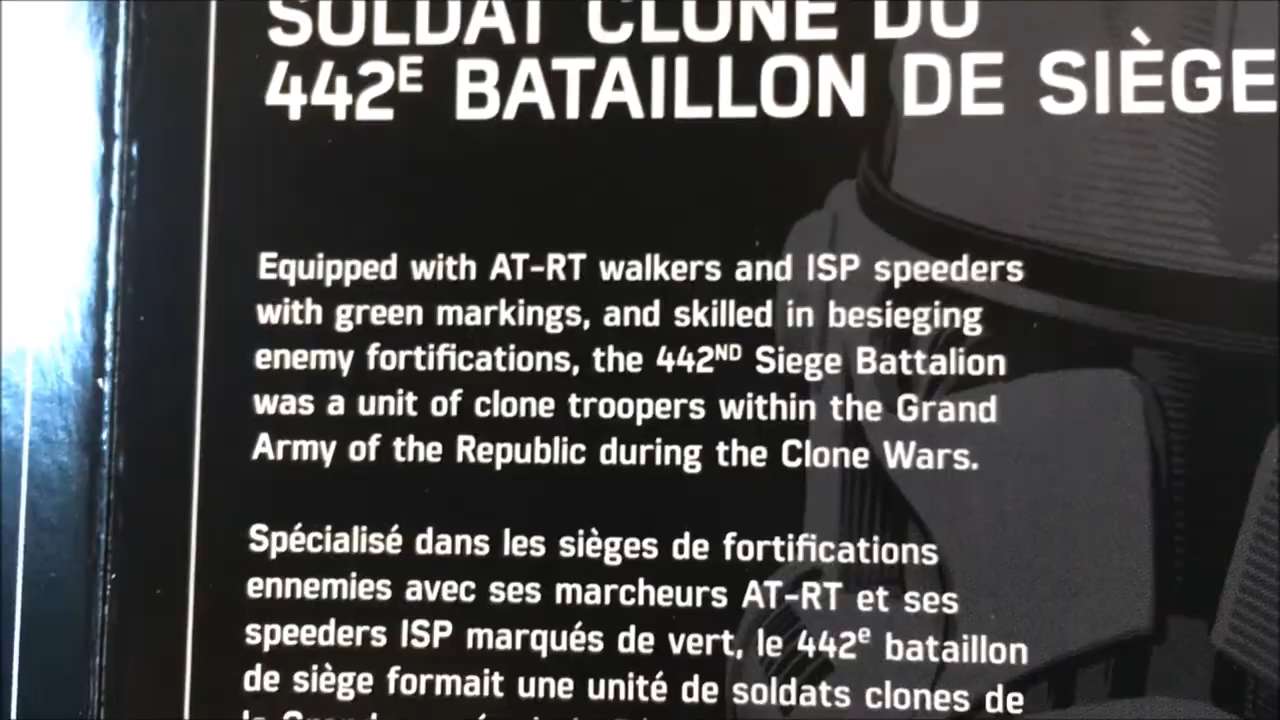 SOLDAT CLONE DU
442E BATAILLON DE SIÈGE
Equipped with AT-RT walkers and ISP speeders
with green markings, and skilled in besieging
enemy fortifications, the 442ND Siege Battalion
was a unit of clone troopers within the Grand
Army of the Republic during the Clone Wars.
Spécialisé dans les sièges de fortifications
ennemies avec ses marcheurs AT-RT et ses
speeders ISP marqués de vert, le 442e bataillon
de siège formait une unité de soldats clones de